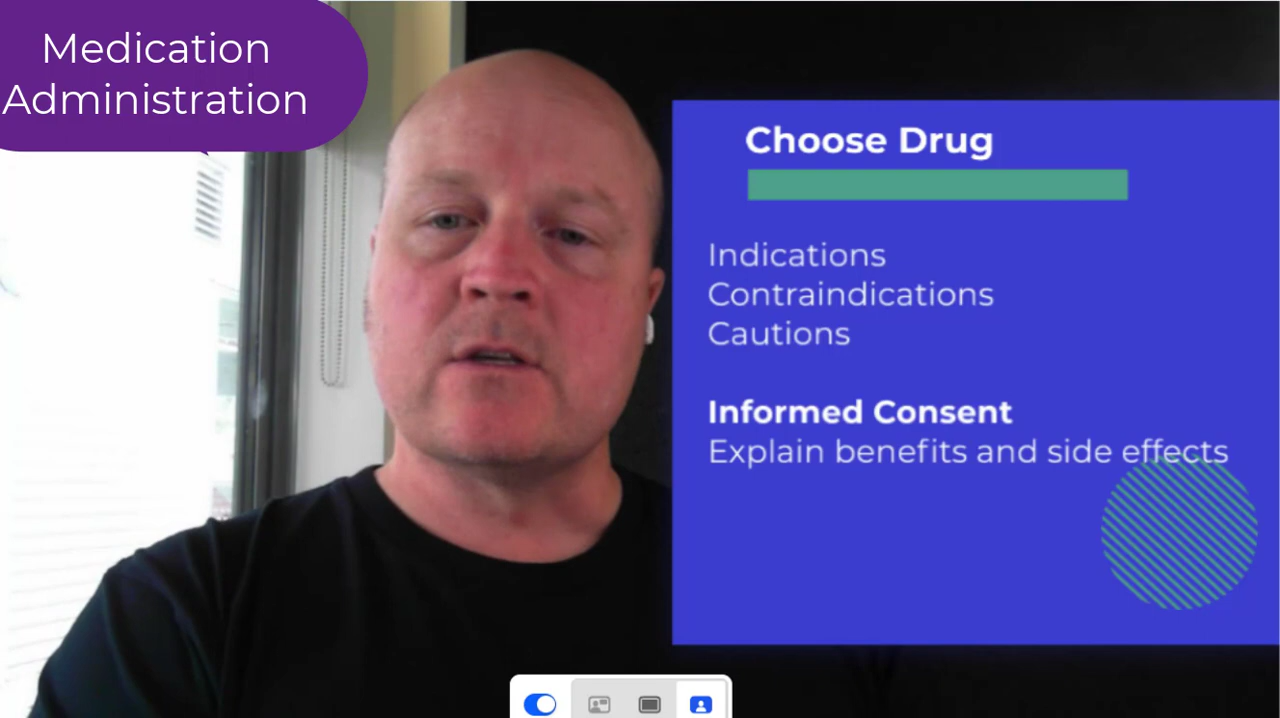 Medication
Administration
Choose Drug
Indications
Contraindications
Cautions
Informed Consent
Explain benefits and side effects